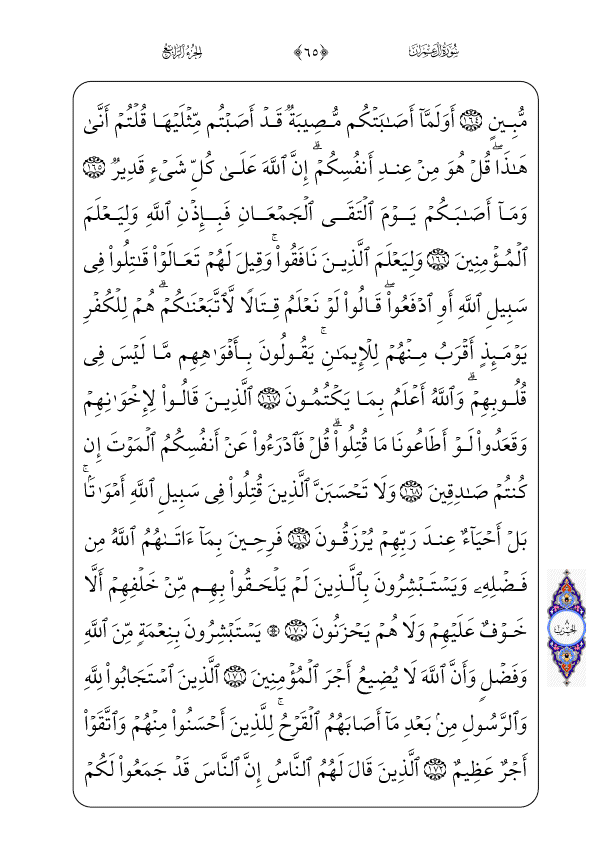 سُورَةُ آلِ عِمۡرَانَ ﴿٦٥﴾ الجُزۡءُ الرَّابِعُ
مُّبِينٍ ١٦٤ أَوَلَمَّآ أَصَٰبَتۡكُم مُّصِيبَةٞ قَدۡ أَصَبۡتُم مِّثۡلَيۡهَا قُلۡتُمۡ أَنَّىٰ
هَٰذَاۖ قُلۡ هُوَ مِنۡ عِندِ أَنفُسِكُمۡۗ إِنَّ ٱللَّهَ عَلَىٰ كُلِّ شَيۡءٖ قَدِيرٞ ١٦٥
وَمَآ أَصَٰبَكُمۡ يَوۡمَ ٱلۡتَقَى ٱلۡجَمۡعَانِ فَبِإِذۡنِ ٱللَّهِ وَلِيَعۡلَمَ
ٱلۡمُؤۡمِنِينَ ١٦٦ وَلِيَعۡلَمَ ٱلَّذِينَ نَافَقُواْۚ وَقِيلَ لَهُمۡ تَعَالَوۡاْ قَٰتِلُواْ فِي
سَبِيلِ ٱللَّهِ أَوِ ٱدۡفَعُواْۖ قَالُواْ لَوۡ نَعۡلَمُ قِتَالٗا لَّٱتَّبَعۡنَٰكُمۡۗ هُمۡ لِلۡكُفۡرِ
يَوۡمَئِذٍ أَقۡرَبُ مِنۡهُمۡ لِلۡإِيمَٰنِۚ يَقُولُونَ بِأَفۡوَٰهِهِم مَّا لَيۡسَ فِي
قُلُوبِهِمۡۗ وَٱللَّهُ أَعۡلَمُ بِمَا يَكۡتُمُونَ ١٦٧ ٱلَّذِينَ قَالُواْ لِإِخۡوَٰنِهِمۡ
وَقَعَدُواْ لَوۡ أَطَاعُونَا مَا قُتِلُواْۗ قُلۡ فَٱدۡرَءُواْ عَنۡ أَنفُسِكُمُ ٱلۡمَوۡتَ إِن
كُنتُمۡ صَٰدِقِينَ ١٦٨ وَلَا تَحۡسَبَنَّ ٱلَّذِينَ قُتِلُواْ فِي سَبِيلِ ٱللَّهِ أَمۡوَٰتَۢاۚ
بَلۡ أَحۡيَآءٌ عِندَ رَبِّهِمۡ يُرۡزَقُونَ ١٦٩ فَرِحِينَ بِمَآ ءَاتَىٰهُمُ ٱللَّهُ مِن
فَضۡلِهِۦ وَيَسۡتَبۡشِرُونَ بِٱلَّذِينَ لَمۡ يَلۡحَقُواْ بِهِم مِّنۡ خَلۡفِهِمۡ أَلَّا
خَوۡفٌ عَلَيۡهِمۡ وَلَا هُمۡ يَحۡزَنُونَ ١٧٠ ۞ يَسۡتَبۡشِرُونَ بِنِعۡمَةٖ مِّنَ ٱللَّهِ
وَفَضۡلٖ وَأَنَّ ٱللَّهَ لَا يُضِيعُ أَجۡرَ ٱلۡمُؤۡمِنِينَ ١٧١ ٱلَّذِينَ ٱسۡتَجَابُواْ لِلَّهِ
وَٱلرَّسُولِ مِنۢ بَعۡدِ مَآ أَصَابَهُمُ ٱلۡقَرۡحُۚ لِلَّذِينَ أَحۡسَنُواْ مِنۡهُمۡ وَٱتَّقَوۡاْ
أَجۡرٌ عَظِيمٌ ١٧٢ ٱلَّذِينَ قَالَ لَهُمُ ٱلنَّاسُ إِنَّ ٱلنَّاسَ قَدۡ جَمَعُواْ لَكُمۡ
٨
الحزب